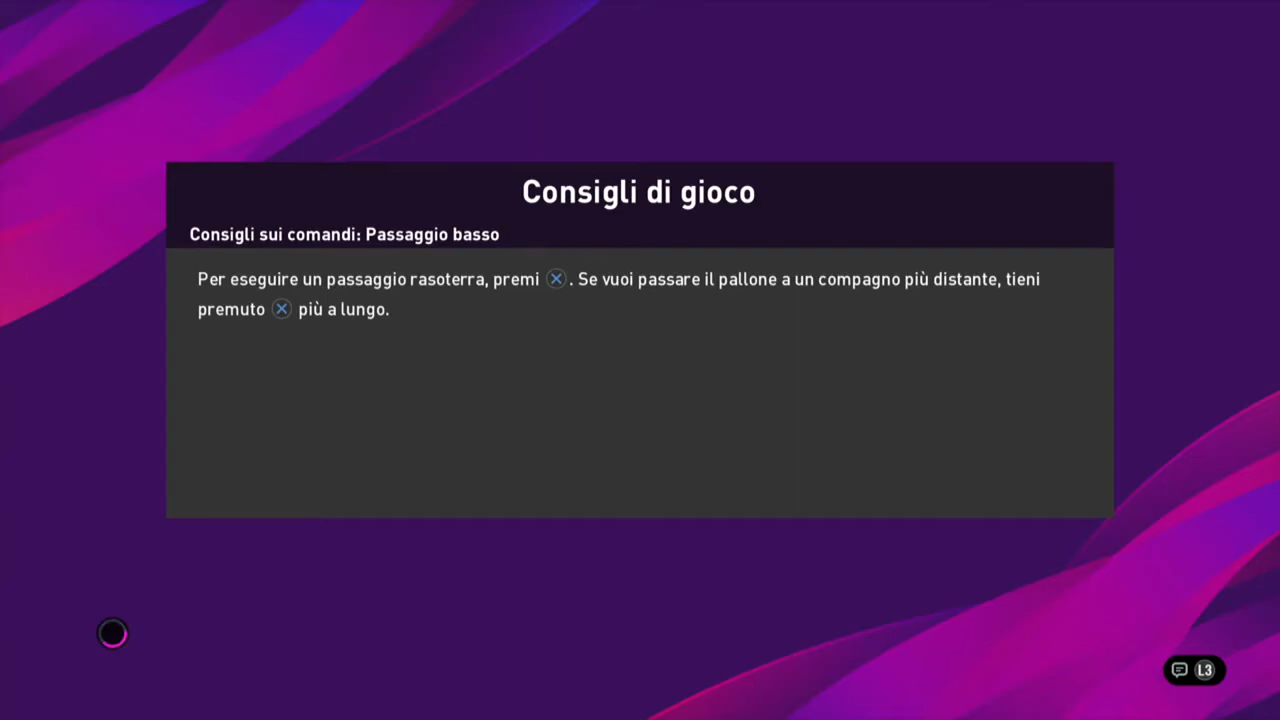 Consigli di gioco
Consigli sui comandi: Passaggio basso
Per eseguire un passaggio rasoterra, premi ⓧ. Se vuoi passare il pallone a un compagno più distante, tieni
premuto ⓧ più a lungo.
L3